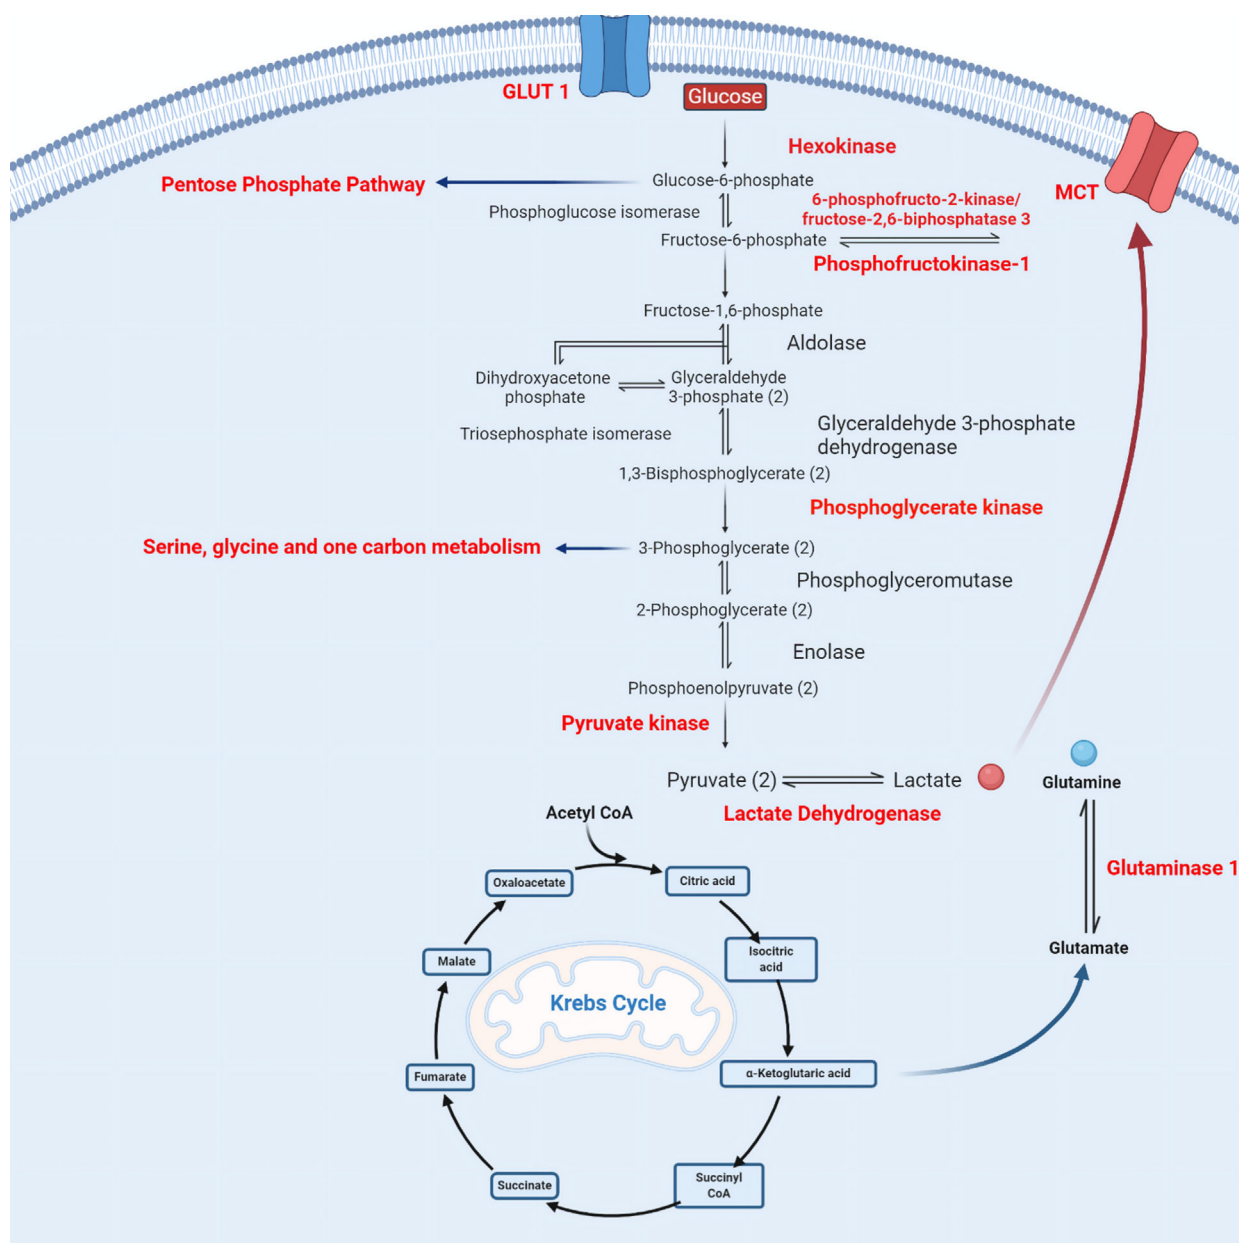 GLUT 1
Glucose
Hexokinase
Pentose Phosphate Pathway
Glucose-6-phosphate
MCT
Phosphoglucose isomerase
6-phosphofructo-2-kinase/
fructose-2,6-biphosphatase 3
Fructose-6-phosphate
Phosphofructokinase-1
Fructose-1,6-phosphate
Aldolase
Dihydroxyacetone
phosphate
Glyceraldehyde
3-phosphate (2)
Triosephosphate isomerase
Glyceraldehyde 3-phosphate
dehydrogenase
1,3-Bisphosphoglycerate (2)
Phosphoglycerate kinase
Serine, glycine and one carbon metabolism
3-Phosphoglycerate (2)
Phosphoglyceromutase
2-Phosphoglycerate (2)
Enolase
Phosphoenolpyruvate (2)
Pyruvate kinase
Pyruvate (2)
Lactate
Glutamine
Lactate Dehydrogenase
Acetyl CoA
Glutaminase 1
Oxaloacetate
Citric acid
Glutamate
Malate
Isocitric
acid
Krebs Cycle
Fumarate
α-Ketoglutaric acid
Succinate
Succinyl
CoA